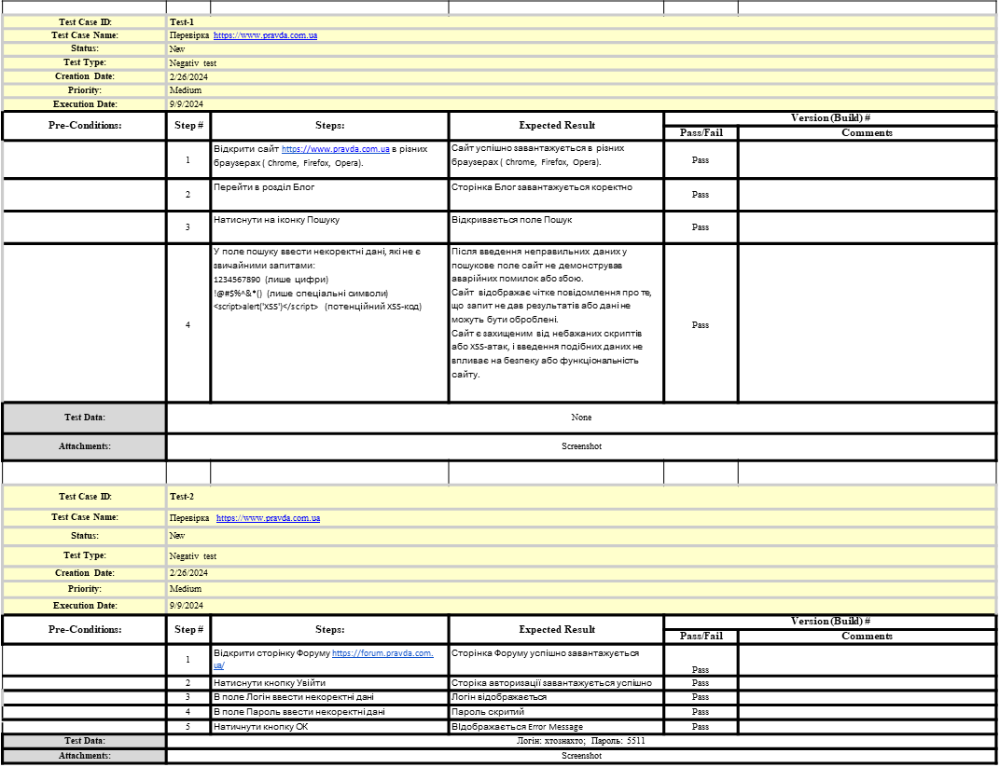 Test Case ID: Test-1
Test Case Name: Перевірка https://www.pravda.com.ua
Status: New
Test Type: Negativ test
Creation Date: 2/26/2024
Priority: Medium
Execution Date: 9/9/2024
Pre-Conditions: Step # Steps: Expected Result Version (Build) #
Pass/Fail Comments
1
Відкрити сайт https://www.pravda.com.ua в різних
браузерах ( Chrome, Firefox, Opera).
Сайт успішно завантажується в різних
браузерах ( Chrome, Firefox, Opera).
Pass
2
Перейти в розділ Блог
Сторінка Блог завантажується коректно
Pass
3
Натиснути на іконку Пошуку
Відкривається поле Пошук
Pass
4
У поле пошуку ввести некоректні дані, які не є
звичайними запитами:
1234567890 (лише цифри)
!@#$%^&*() (лише спеціальні символи)
<script>alert('XSS')</script> (потенційний XSS-код)
Після введення неправильних даних у
пошукове поле сайт не демонстрував
аварійних помилок або збою.
Сайт відображає чітке повідомлення про те,
що запит не дав результатів або дані не
можуть бути оброблені.
Сайт є захищеним від небажаних скриптів
або XSS-атак, і введення подібних даних не
впливає на безпеку або функціональність
сайту.
Pass
Test Data: None
Attachments: Screenshot
Test Case ID: Test-2
Test Case Name: Перевірка https://www.pravda.com.ua
Status: New
Test Type: Negativ test
Creation Date: 2/26/2024
Priority: Medium
Execution Date: 9/9/2024
Pre-Conditions: Step # Steps: Expected Result Version (Build) #
Pass/Fail Comments
1
Відкрити сторінку Форуму https://forum.pravda.com.
ua/
Сторінка Форуму успішно завантажується
Pass
2 Натиснути кнопку Увійти Сторіка авторизації завантажується успішно Pass
3 В поле Логін ввести некоректні дані Логін відображається Pass
4 В поле Пароль ввести некоректні дані Пароль скритий Pass
5 Натичнути кнопку ОК Відображається Error Message Pass
Test Data: Логін: хтознахто; Пароль: 5511
Attachments: Screenshot